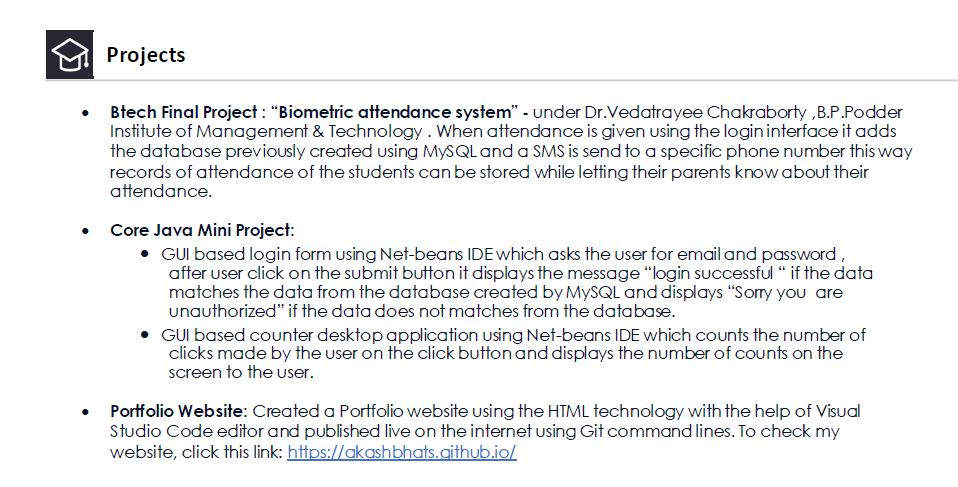 Projects
• Btech Final Project : “Biometric attendance system” - under Dr.Vedatrayee Chakraborty ,B.P.Podder
Institute of Management & Technology . When attendance is given using the login interface it adds
the database previously created using MySQL and a SMS is send to a specific phone number this way
records of attendance of the students can be stored while letting their parents know about their
attendance.
• Core Java Mini Project:
• GUI based login form using Net-beans IDE which asks the user for email and password ,
after user click on the submit button it displays the message “login successful “ if the data
matches the data from the database created by MySQL and displays “Sorry you are
unauthorized” if the data does not matches from the database.
• GUI based counter desktop application using Net-beans IDE which counts the number of
clicks made by the user on the click button and displays the number of counts on the
screen to the user.
• Portfolio Website: Created a Portfolio website using the HTML technology with the help of Visual
Studio Code editor and published live on the internet using Git command lines. To check my
website, click this link: https://akashbhats.github.io/